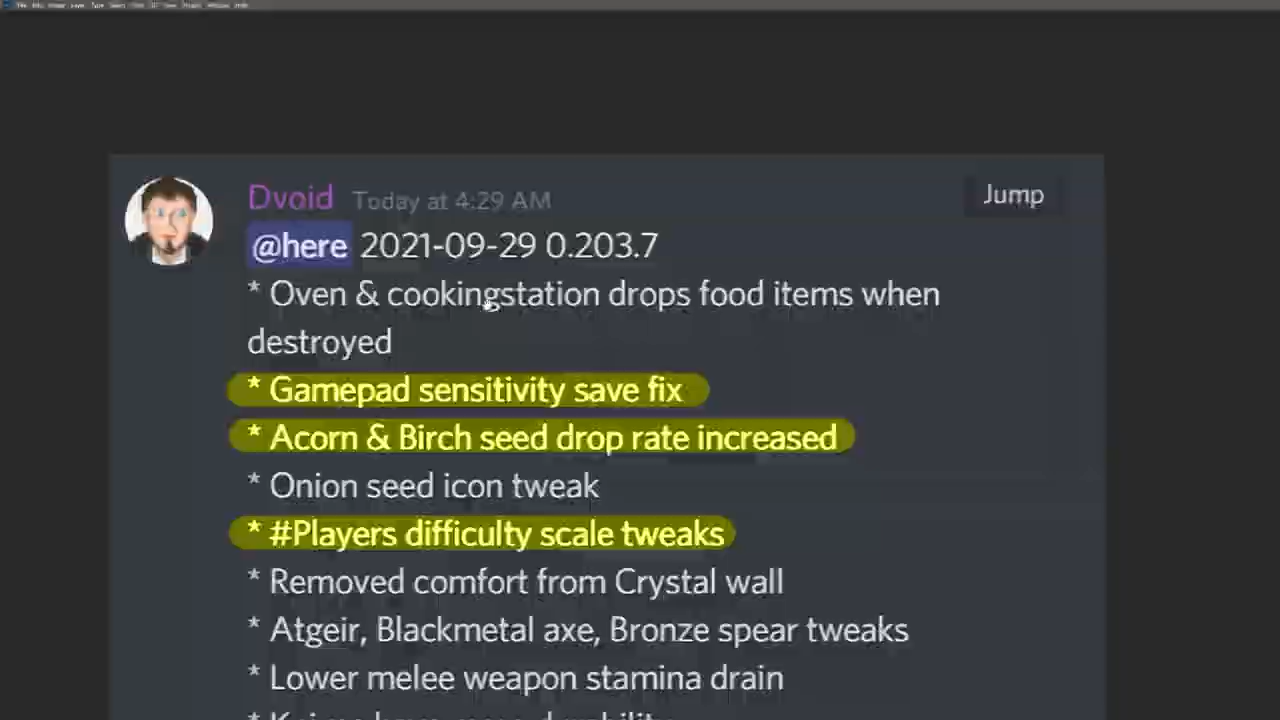 Dvoid Today at 4:29 AM
Jump
@here 2021-09-29 0.203.7
* Oven & cookingstation drops food items when
destroyed
* Gamepad sensitivity save fix
* Acorn & Birch seed drop rate increased
* Onion seed icon tweak
* #Players difficulty scale tweaks
* Removed comfort from Crystal wall
* Atgeir, Blackmetal axe, Bronze spear tweaks
* Lower melee weapon stamina drain